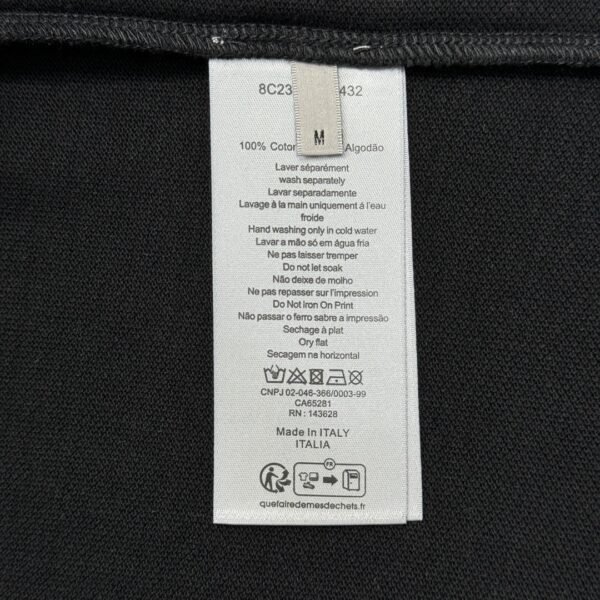 8C23 432
M
100% Coton Algodão
Laver séparément
wash separately
Lavar separadamente
Lavage à la main uniquement á l'eau
froide
Hand washing only in cold water
Lavar a mão só em água fria
Ne pas laisser tremper
Do not let soak
Não deixe de molho
Ne pas repasser sur l'impression
Do Not Iron On Print
Não passar o ferro sabre a impressão
Sechage à plat
Ory flat
Secagem na horizontal
CNPJ 02-046-366/0003-99
CA65281
RN : 143628
Made In ITALY
ITALIA
FR
quefairedemesdechets.fr